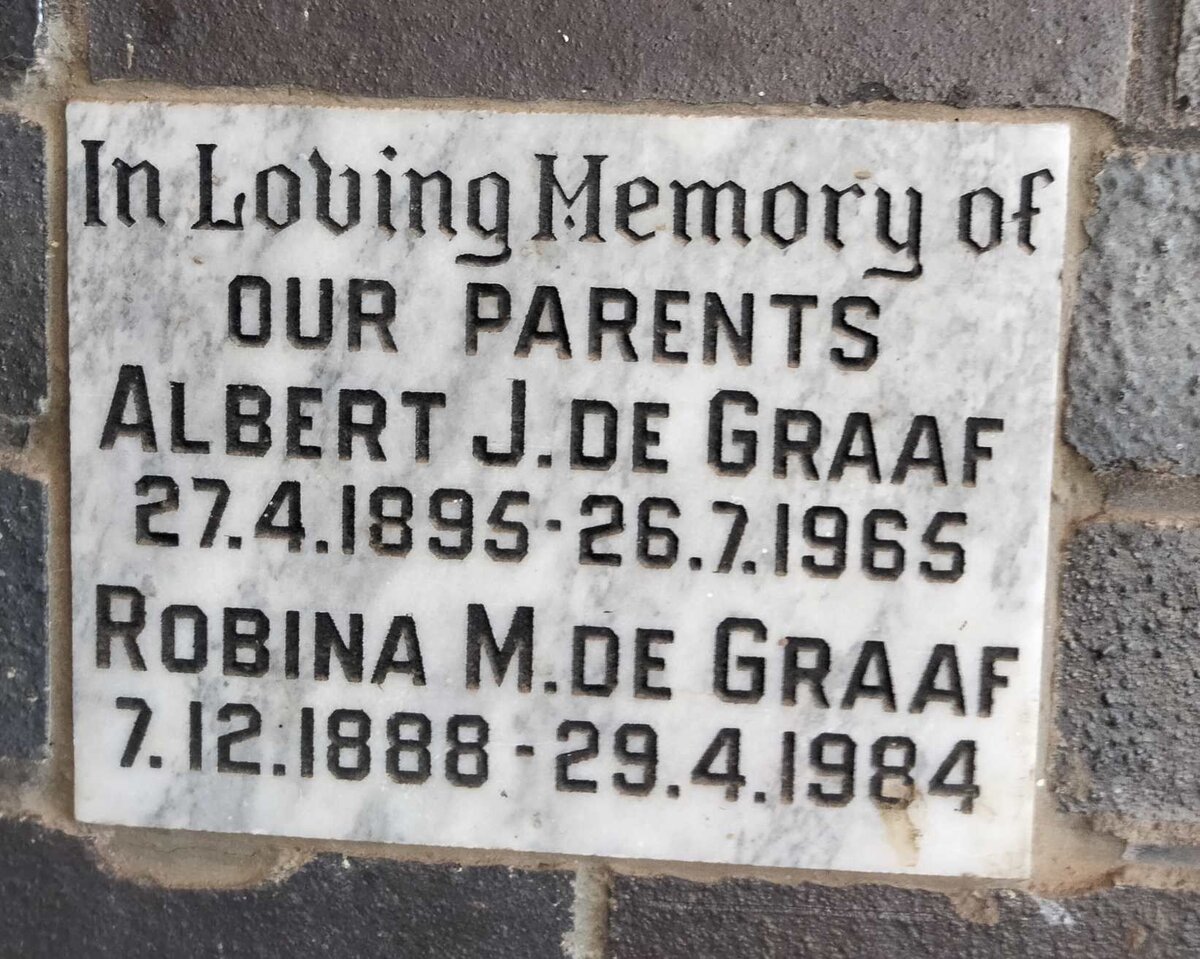 In Loving Memory of
OUR PARENTS
ALBERT J. DE GRAAF
27.4.1895 - 26.7.1965
ROBINA M. DE GRAAF
7.12.1888 - 29.4.1984